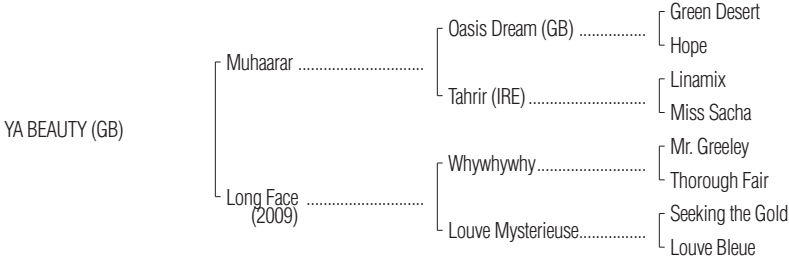 Green Desert
Oasis Dream (GB) ................
Hope
Muhaarar ..............................
Linamix
Tahrir (IRE) .............................
Miss Sacha
YA BEAUTY (GB)
Mr. Greeley
Whywhywhy..........................
Thorough Fair
Long Face ............................
(2009)
Seeking the Gold
Louve Mysterieuse................
Louve Bleue